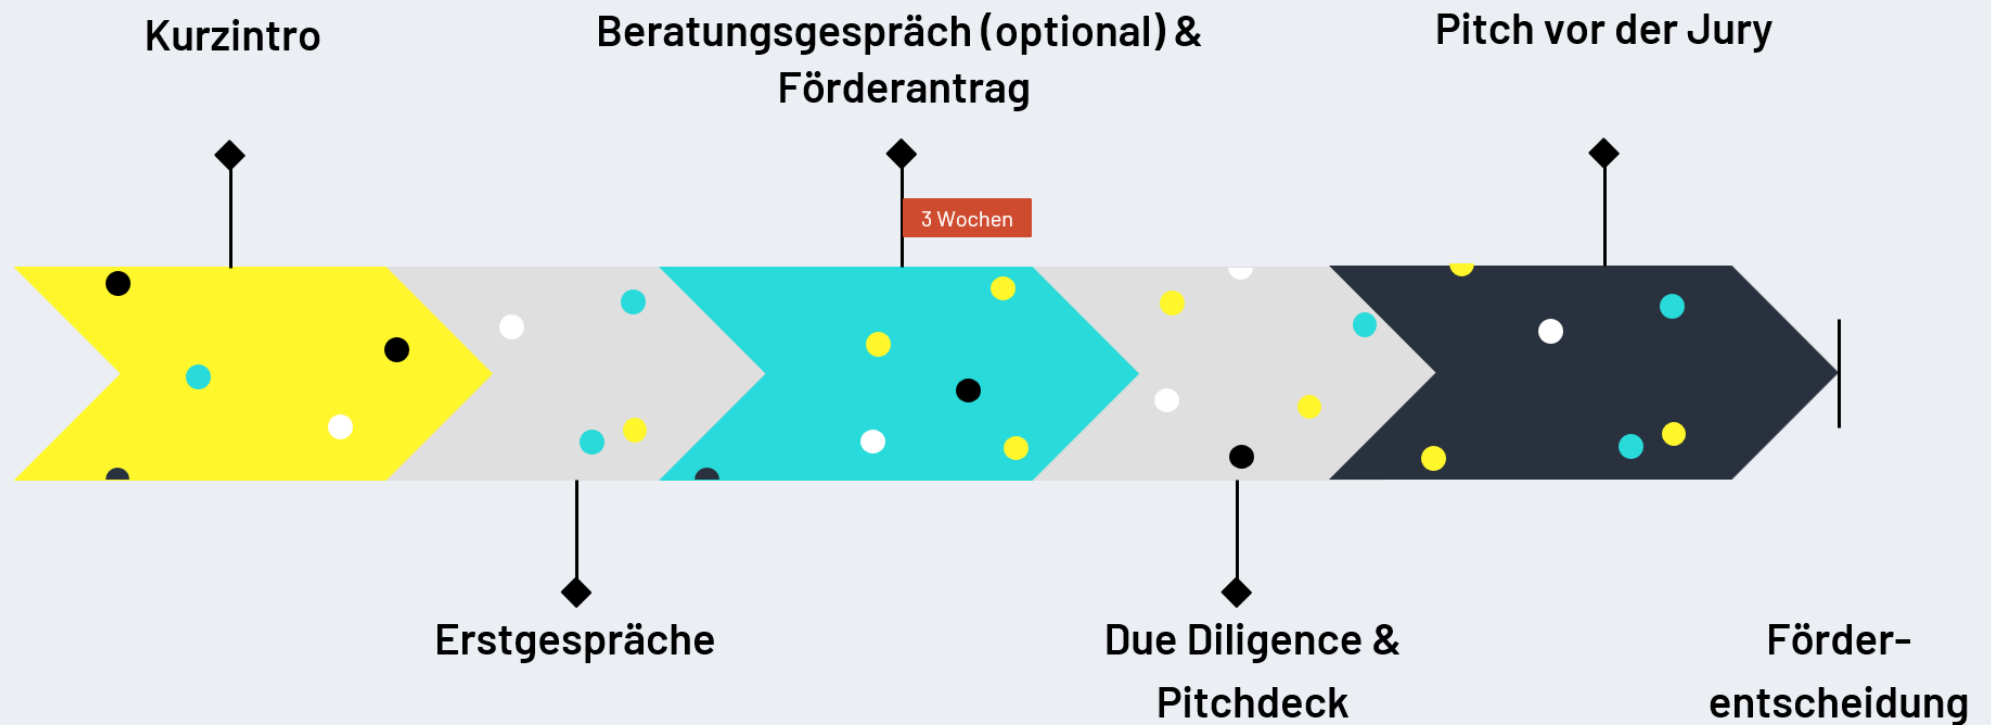 Kurzintro
Beratungsgespräch (optional) &
Förderantrag
Pitch vor der Jury
3 Wochen
Erstgespräche
Due Diligence &
Pitchdeck
Förder-
entscheidung